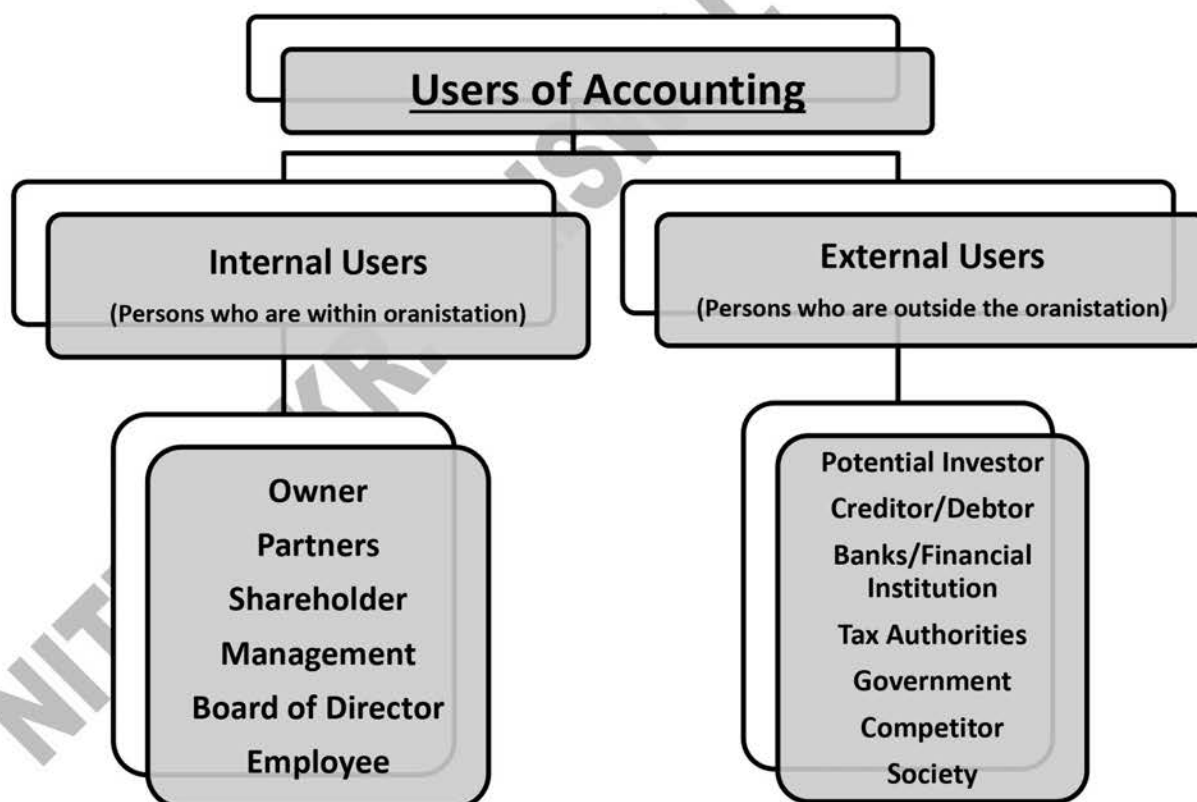 Users of Accounting
Internal Users
(Persons who are within oranistation)
External Users
(Persons who are outside the oranistation)
Owner
Partners
Shareholder
Management
Board of Director
Employee
Potential Investor
Creditor/Debtor
Banks/Financial
Institution
Tax Authorities
Government
Competitor
Society
KR.